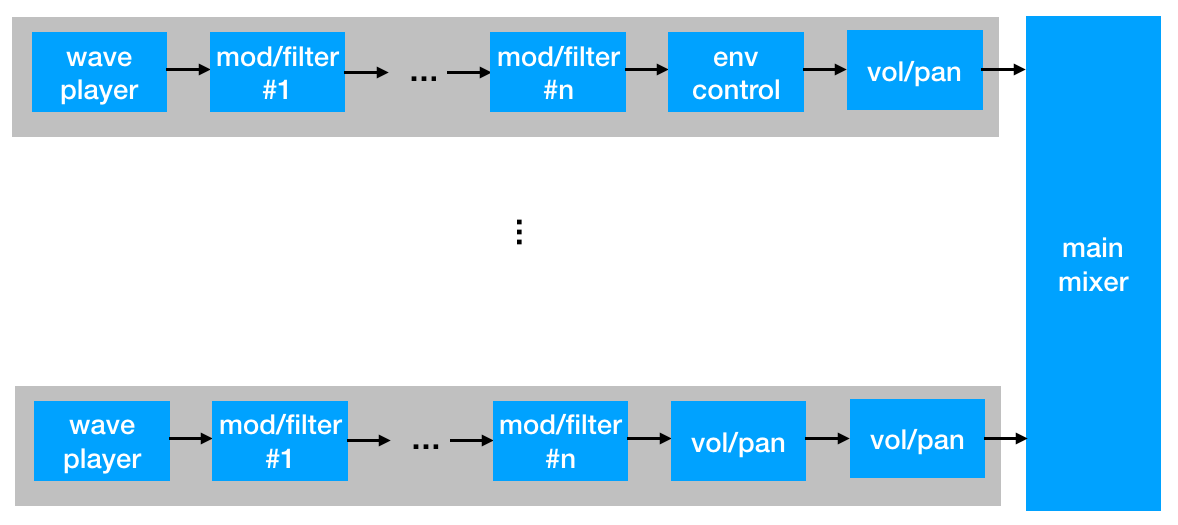 wave
player
mod/filter
#1
...
mod/filter
#n
env
control
vol/pan
...
main
mixer
wave
player
mod/filter
#1
...
mod/filter
#n
vol/pan
vol/pan